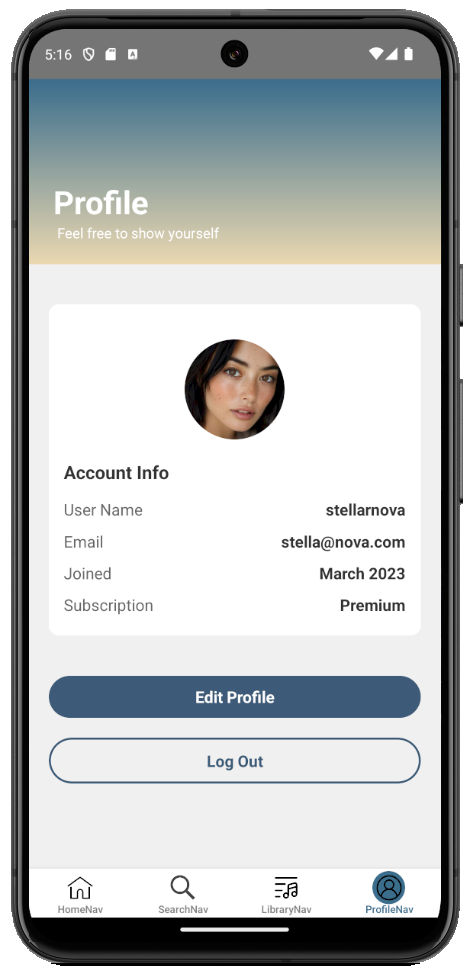 5:16
Profile
Feel free to show yourself
Account Info
User Name stellarnova
Email stella@nova.com
Joined March 2023
Subscription Premium
Edit Profile
Log Out
HomeNav SearchNav LibraryNav ProfileNav